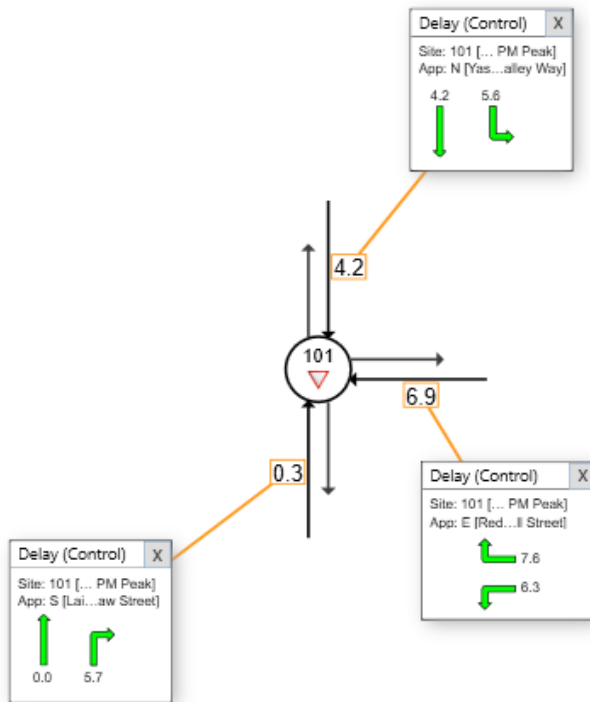 Delay (Control) X
Site: 101 [... PM Peak]
App: N [Yas...alley Way]
4.2 5.6
4.2
101
6.9
0.3
Delay (Control) X
Site: 101 [... PM Peak]
App: E [Red...ll Street]
7.6
6.3
Delay (Control) X
Site: 101 [... PM Peak]
App: S [Lai...aw Street]
0.0 5.7